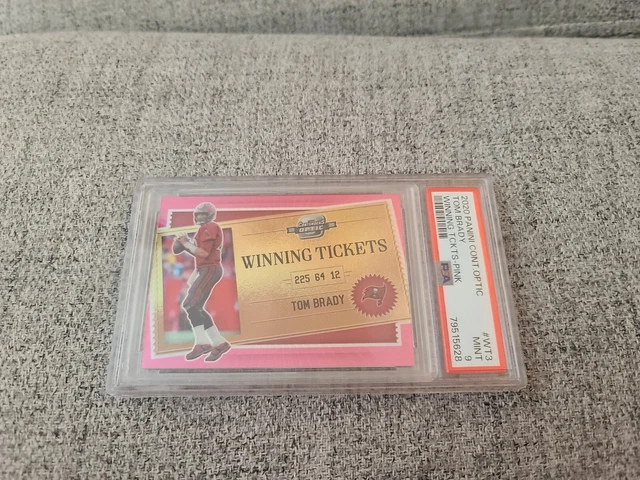 OPTIC
WINNING TICKETS
225 64 12
TOM BRADY
2020 PANINI CONT.OPTIC
TOM BRADY
WINNING TCKTS-PINK
#WT3
MINT
9
PSA
79515628